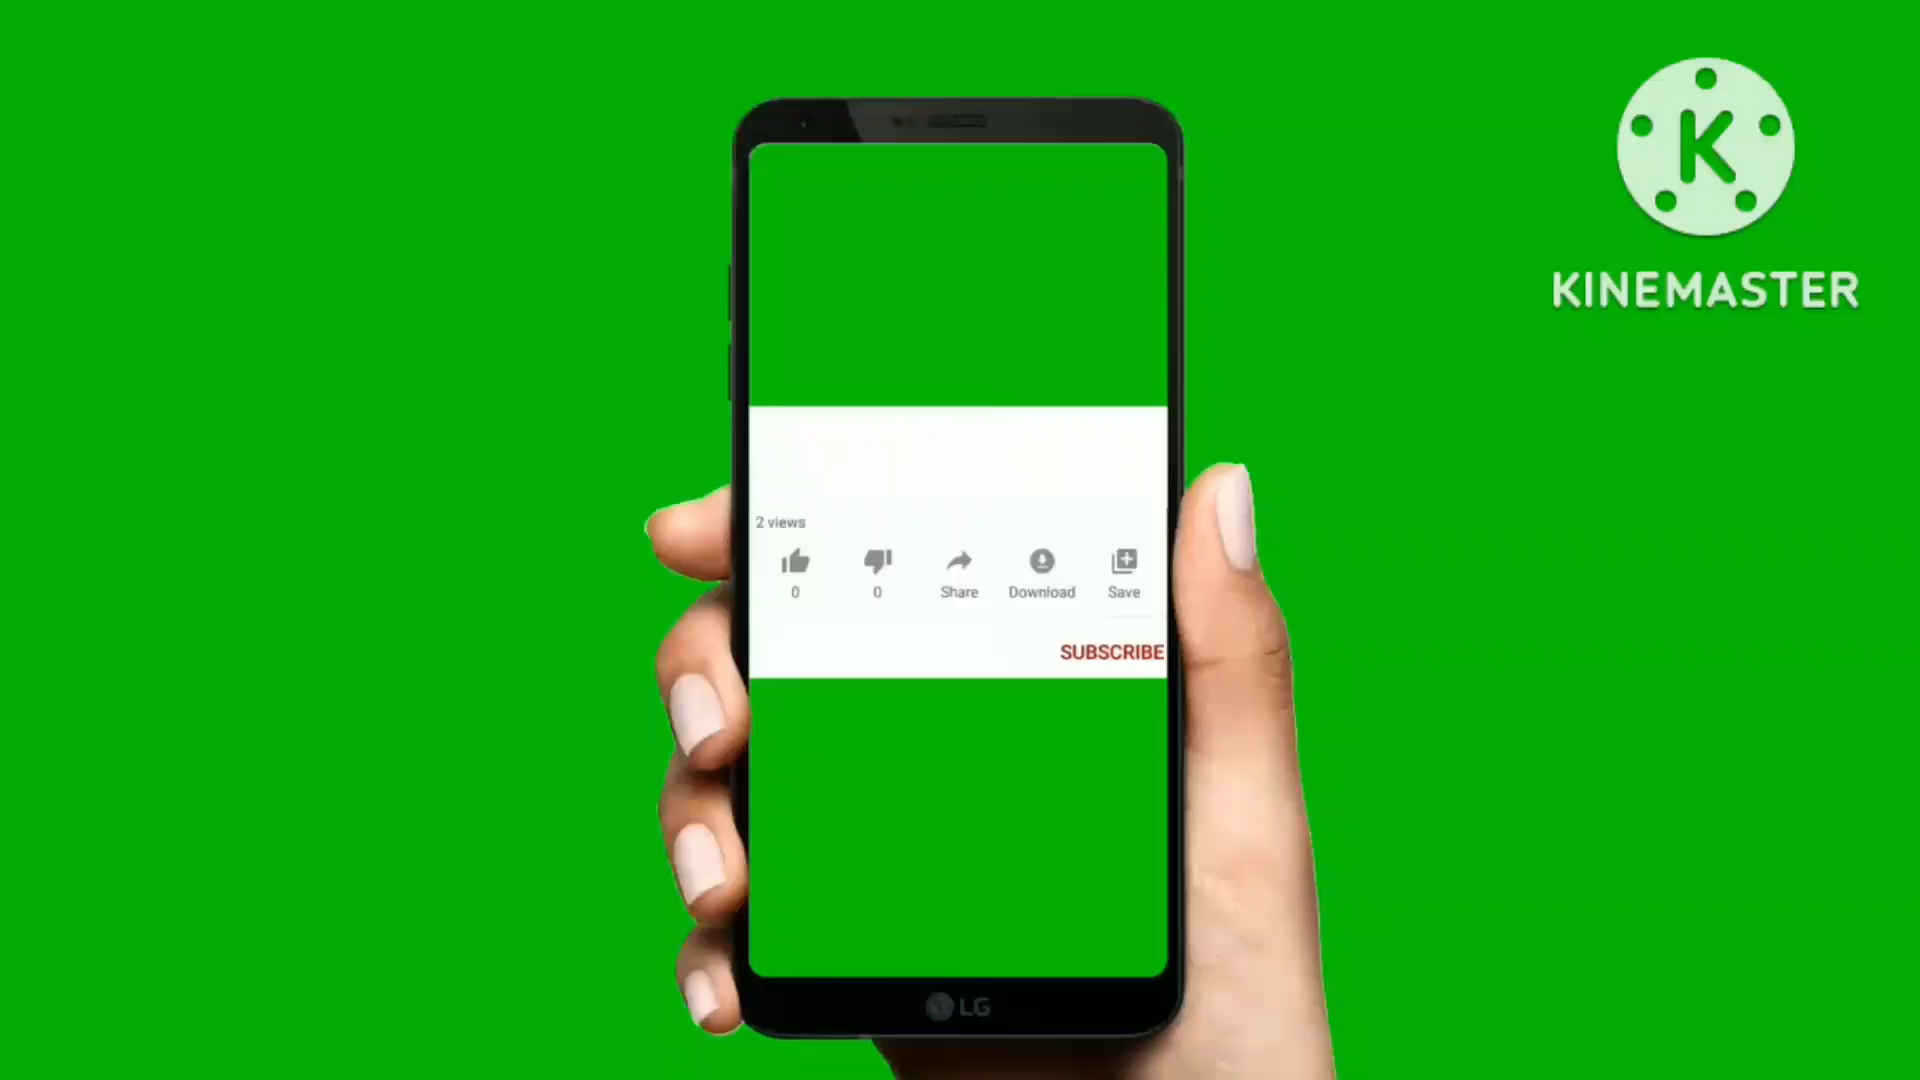 K
KINEMASTER
2 views
0 0 Share Download Save
SUBSCRIBE
LG